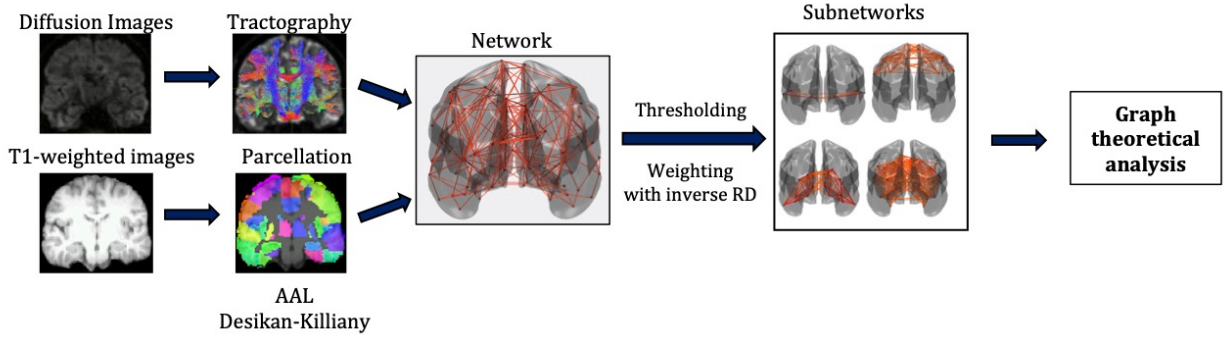 Diffusion Images
Tractography
T1-weighted images
Parcellation
AAL
Desikan-Killiany
Network
Thresholding
Weighting
with inverse RD
Subnetworks
Graph
theoretical
analysis